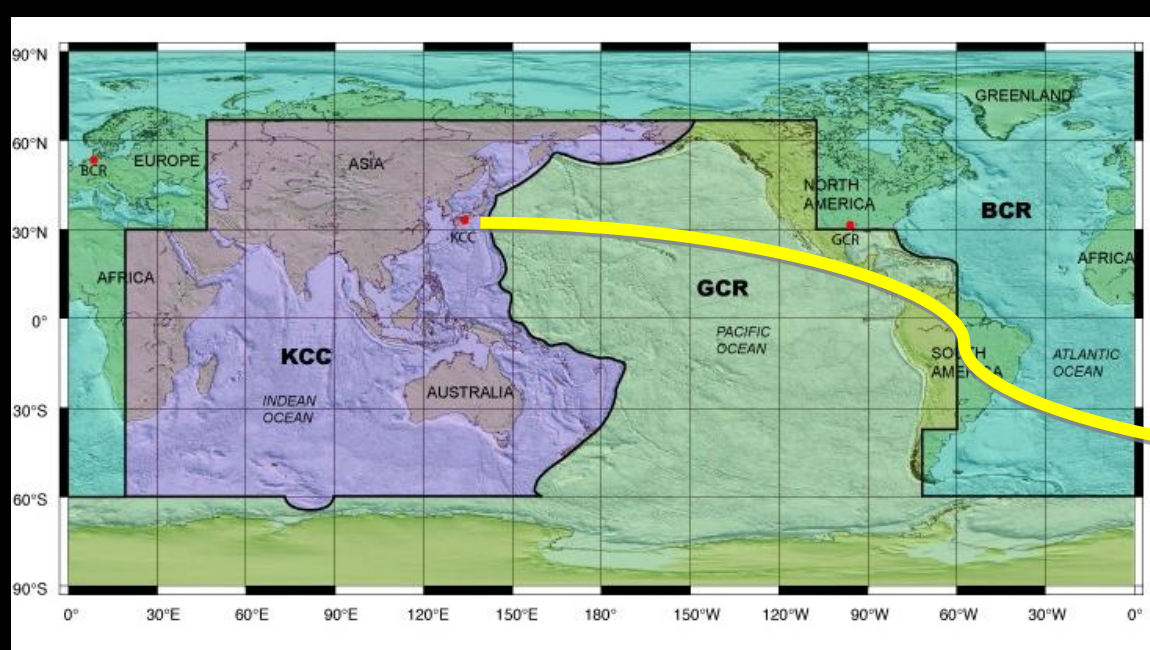 90°N
60°N
30°N
0°
30°S
60°S
90°S
GREENLAND
BCR
EUROPE
ASIA
NORTH
AMERICA
BCR
KCC
GCR
AFRICA
AFRICA
GCR
PACIFIC
OCEAN
KCC
SOUTH
AMERICA
ATLANTIC
OCEAN
AUSTRALIA
INDEAN
OCEAN
0°
30°E
60°E
90°E
120°E
150°E
180°
150°W
120°W
90°W
60°W
30°W
0°